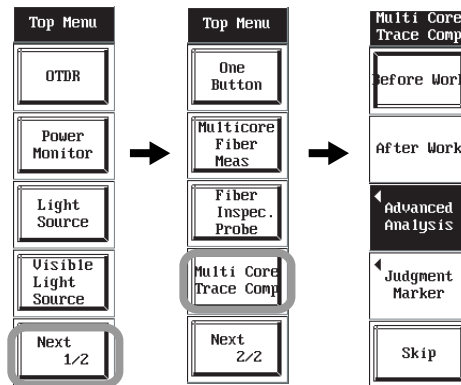 Top Menu
OTDR
Power
Monitor
Light
Source
Visible
Light
Source
Next
1/2
Top Menu
One
Button
Multicore
Fiber
Meas
Fiber
Inspec.
Probe
Multi Core
Trace Comp
Next
2/2
Multi Core
Trace Comp
Before Work
After Work
Advanced
Analysis
Judgment
Marker
Skip